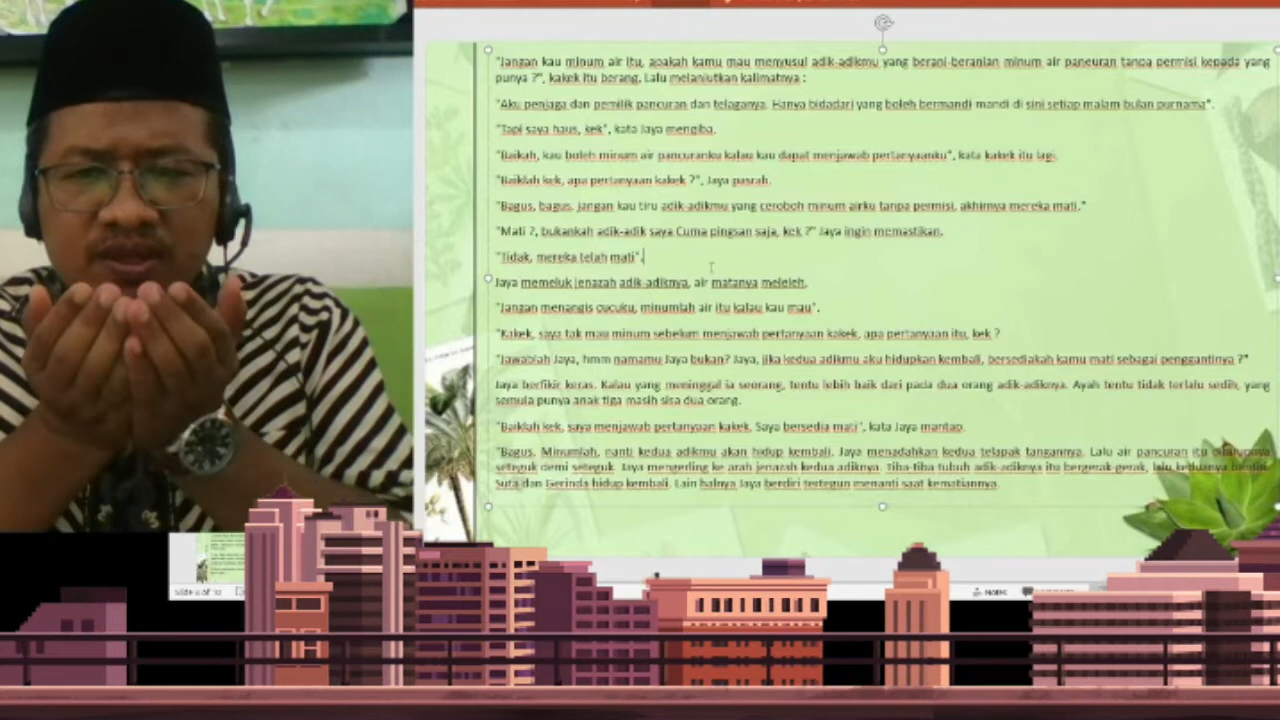 "Jangan kau minum air itu, apakah kamu mau menyusul adik-adikmu yang berani-beranian minum air paneuran tanpa permisi kepada yang
punya ?", kakek itu berang. Lalu melanjutkan kalimatnya :
"Aku penjaga dan pemilik pancuran dan telaganya. Hanya bidadari yang boleh bermandi mandi di sini setiap malam bulan purnama".
"Tapi saya haus, kek", kata Jaya mengiba.
"Baikah, kau boleh minum air pancuranku kalau kau dapat menjawab pertanyaanku", kata kakek itu lagi.
"Baiklah kek, apa pertanyaan kakek ?", Jaya pasrah.
"Bagus, bagus. jangan kau tiru adik-adikmu yang ceroboh minum airku tanpa permisi, akhirnya mereka mati."
"Mati ?, bukankah adik-adik saya Cuma pingsan saja, kek ?" Jaya ingin memastikan.
"Tidak, mereka telah mati".
Jaya memeluk jenazah adik-adiknya, air matanya meleleh.
"Jangan menangis cucuku, minumlah air itu kalau kau mau".
"Kakek, saya tak mau minum sebelum menjawab pertanyaan kakek, apa pertanyaan itu, kek ?
"Jawablah Jaya, hmm namamu Jaya bukan? Jaya, jika kedua adikmu aku hidupkan kembali, bersediakah kamu mati sebagai penggantinya ?"
Jaya berfikir keras. Kalau yang meninggal ia seorang, tentu lebih baik dari pada dua orang adik-adiknya. Ayah tentu tidak terlalu sedih, yang
semula punya anak tiga masih sisa dua orang.
"Baiklah kek, saya menjawab pertanyaan kakek. Saya bersedia mati", kata Jaya mantap.
"Bagus. Minumlah, nanti kedua adikmu akan hidup kembali. Jaya menadahkan kedua telapak tangannya. Lalu air pancuran itu
seteguk demi seteguk. Jaya mengerling ke arah jenazah kedua adiknya. Tiba-tiba tubuh adik-adiknya itu bergerak-gerak, lalu keduanya
Suta dan Gerinda hidup kembali. Lain halnya Jaya berdiri tertegun menanti saat kematiannya.